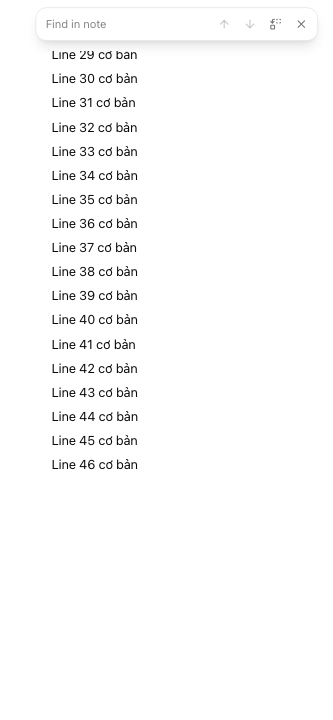 Find in note
Line 29 cơ bản
Line 30 cơ bản
Line 31 cơ bản
Line 32 cơ bản
Line 33 cơ bản
Line 34 cơ bản
Line 35 cơ bản
Line 36 cơ bản
Line 37 cơ bản
Line 38 cơ bản
Line 39 cơ bản
Line 40 cơ bản
Line 41 cơ bản
Line 42 cơ bản
Line 43 cơ bản
Line 44 cơ bản
Line 45 cơ bản
Line 46 cơ bản